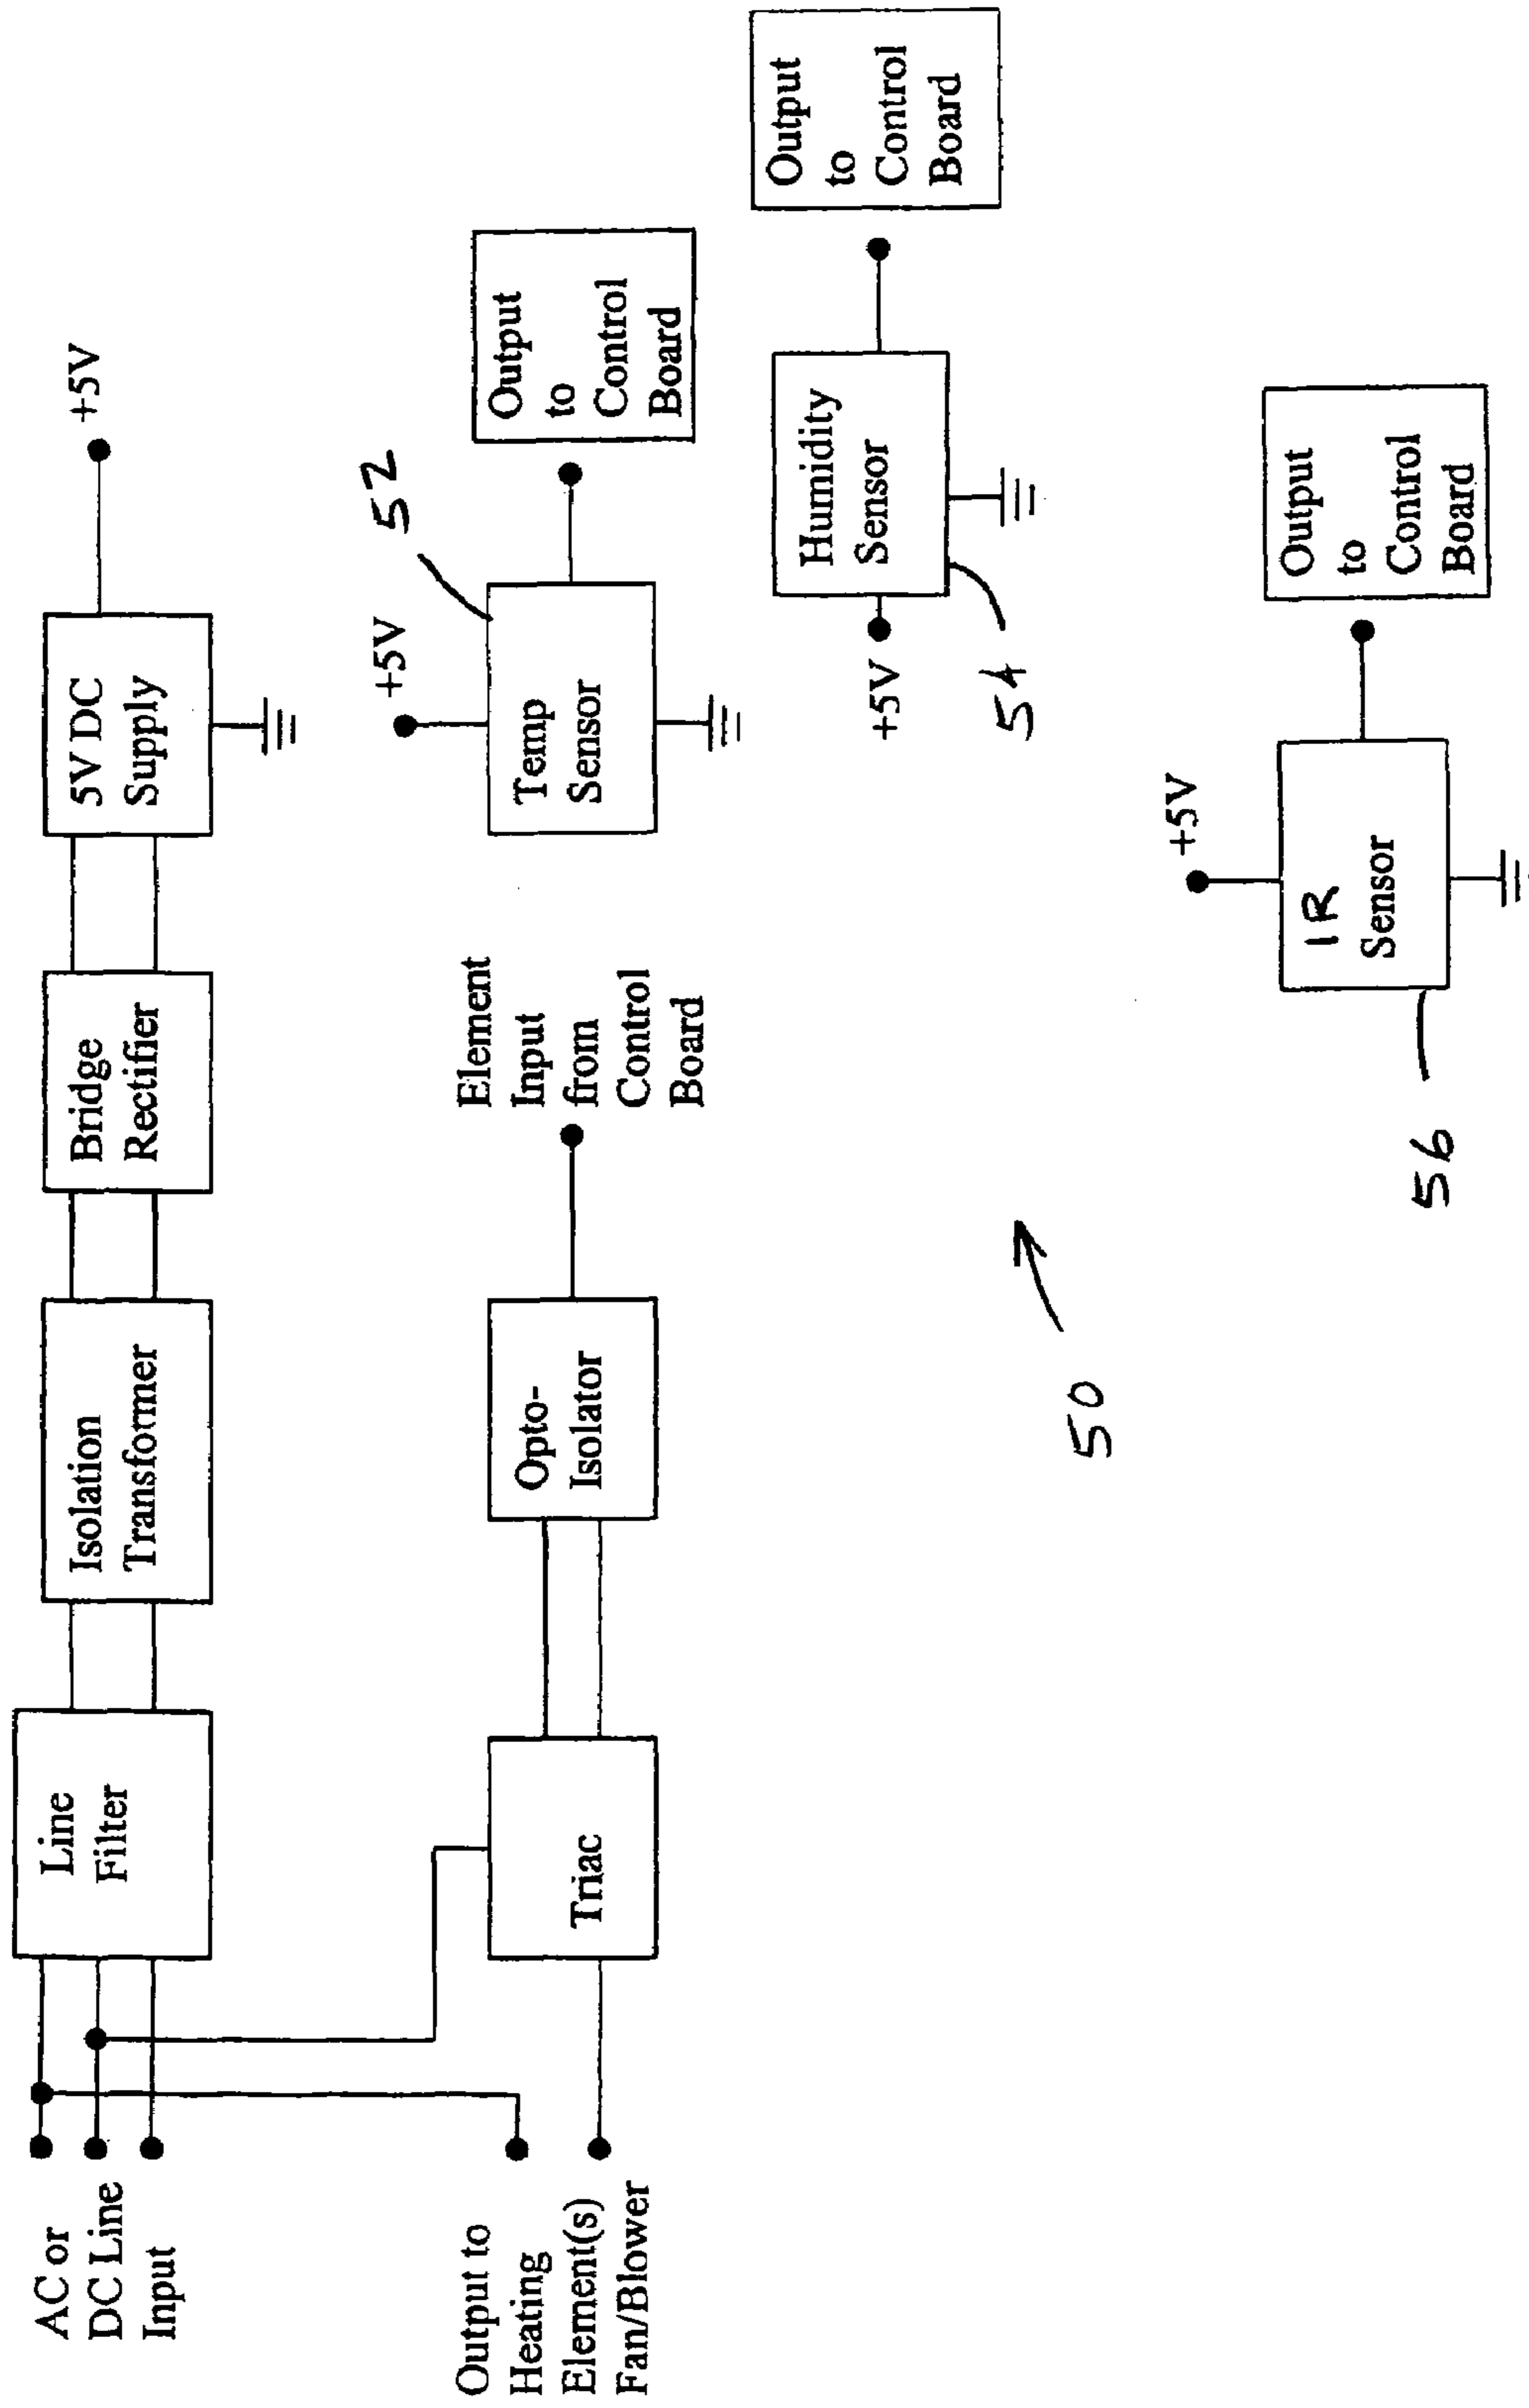 AC or
DC Line
Input
Line
Filter
Isolation
Transformer
Bridge
Rectifier
5V DC
Supply
+5V
Output to
Heating
Element(s)
Fan/Blower
Triac
Opto-
Isolator
Element
Input
from
Control
Board
+5V
52
Temp
Sensor
Output
to
Control
Board
+5V
54
Humidity
Sensor
Output
to
Control
Board
50
+5V
56
IR
Sensor
Output
to
Control
Board